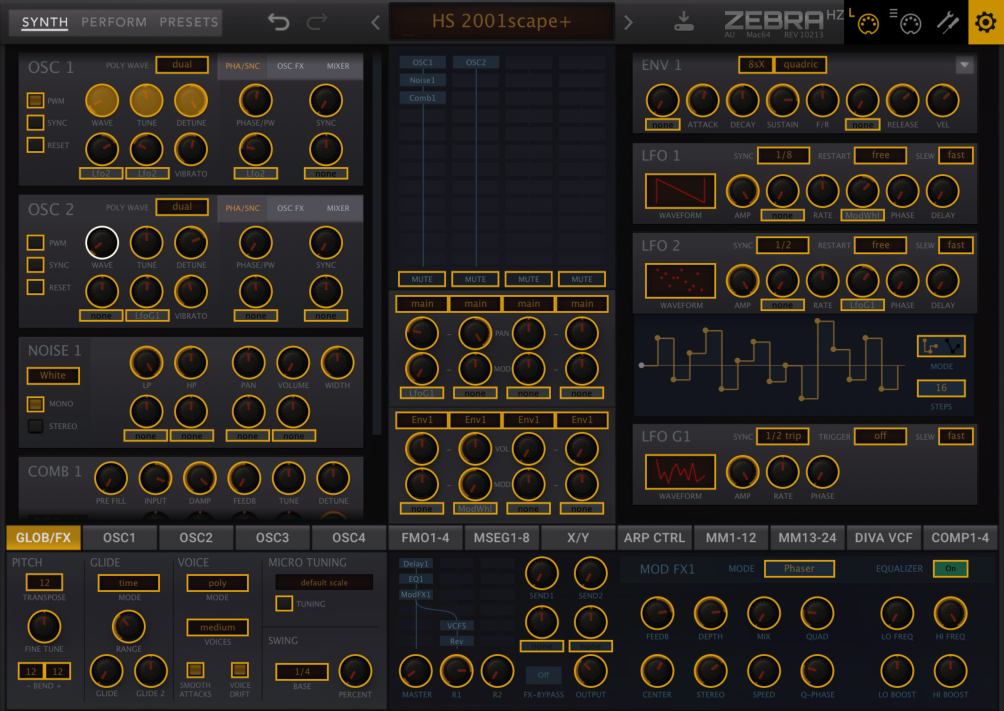 SYNTH PERFORM PRESETS
HS 2001scape+
ZEBRA HZ
AU Mac64 REV 10213
L
OSC 1
POLY WAVE dual
PHA/SNC OSC FX MIXER
PWM
SYNC
RESET
WAVE TUNE DETUNE PHASE/PW SYNC
Lfo2 Lfo2 VIBRATO Lfo2 none
OSC 2
POLY WAVE dual
PHA/SNC OSC FX MIXER
PWM
SYNC
RESET
WAVE TUNE DETUNE PHASE/PW SYNC
none LfoG1 VIBRATO none none
NOISE 1
White
MONO
STEREO
LP HP PAN VOLUME WIDTH
none none none none
COMB 1
PRE FILL INPUT DAMP FEEDB TUNE DETUNE
OSC1 OSC2
Noise1
Comb1
MUTE MUTE MUTE MUTE
main main main main
PAN
MOD
LfoG1 none none none
Env1 Env1 Env1 Env1
VOL
MOD
none ModWhl none none
ENV 1
8sX quadric
none ATTACK DECAY SUSTAIN F/R none RELEASE VEL
LFO 1
SYNC 1/8 RESTART free SLEW fast
WAVEFORM AMP none RATE ModWhl PHASE DELAY
LFO 2
SYNC 1/2 RESTART free SLEW fast
WAVEFORM AMP none RATE LfoG1 PHASE DELAY
MODE
16
STEPS
LFO G1
SYNC 1/2 trip TRIGGER off SLEW fast
WAVEFORM AMP RATE PHASE
GLOB/FX OSC1 OSC2 OSC3 OSC4 FMO1-4 MSEG1-8 X/Y ARP CTRL MM1-12 MM13-24 DIVA VCF COMP1-4
PITCH
12
TRANSPOSE
FINE TUNE
12 12
- BEND +
GLIDE
time
MODE
RANGE
GLIDE GLIDE 2
VOICE
poly
MODE
medium
VOICES
SMOOTH ATTACKS
VOICE DRIFT
MICRO TUNING
default scale
TUNING
SWING
1/4
BASE PERCENT
Delay1
EQ1
ModFX1
VCF5
Rev
SEND1 SEND2
Off
MASTER R1 R2 FX-BYPASS OUTPUT
MOD FX1 MODE Phaser EQUALIZER On
FEEDB DEPTH MIX QUAD LO FREQ HI FREQ
CENTER STEREO SPEED Q-PHASE LO BOOST HI BOOST